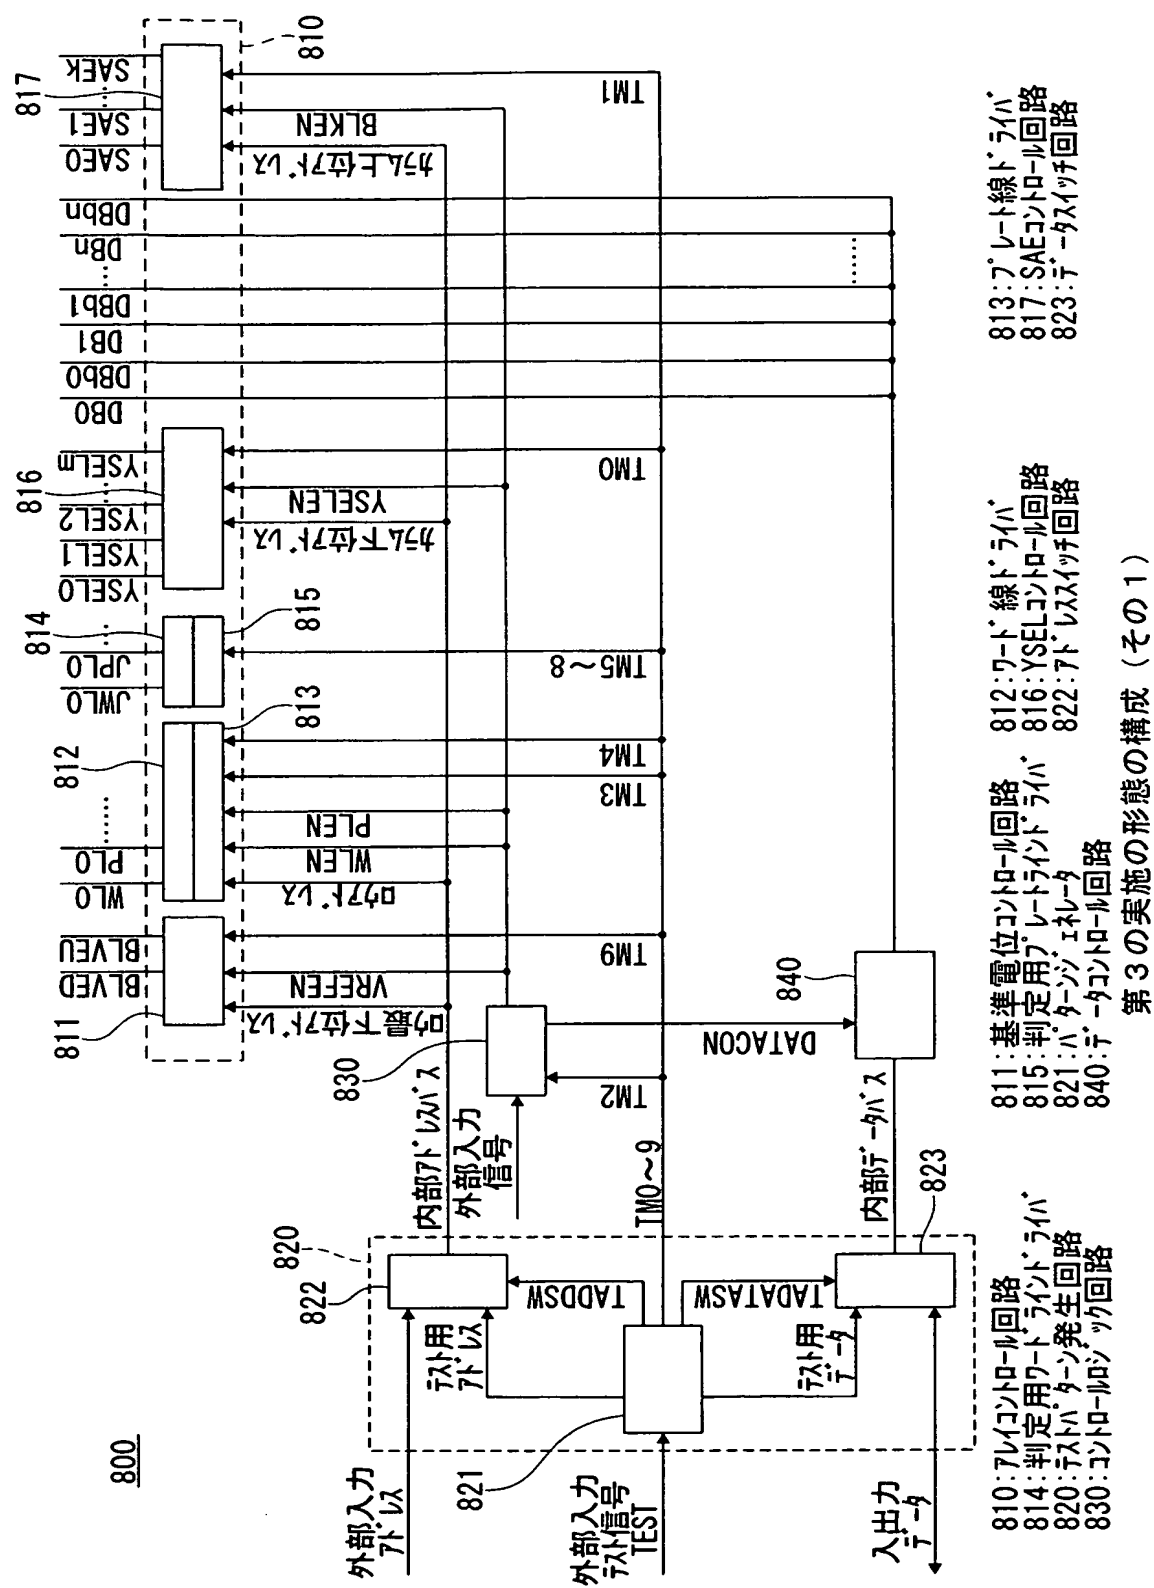 800
外部入力
アドレス
外部入力
テスト信号
TEST
入出力
データ
821
822
820
テスト用
アドレス
TADDSW
TADATASW
テスト用
データ
823
内部アドレスバス
外部入力
信号
TM0～9
内部データバス
830
TM2
DATACON
840
811
BLVED
BLVEU
ロウ最下位アドレス
VREFEN
TM9
812
WL0
PL0
......
813
ロウアドレス
WLEN
PLEN
TM3
TM4
814
JWL0
JPL0
...
815
TM5～8
816
YSEL0
YSEL1
YSEL2
...
YSELm
カラム下位アドレス
YSELEN
TM0
DB0
DBb0
DB1
DBb1
......
DBn
DBbn
......
817
SAE0
SAE1
......
SAEk
810
カラム上位アドレス
BLKEN
TM1
810:アレイコントロール回路
811:基準電位コントロール回路
812:ワード線ドライバ
813:プレート線ドライバ
814:判定用ワードラインドライバ
815:判定用プレートラインドライバ
816:YSELコントロール回路
817:SAEコントロール回路
820:テストパターン発生回路
821:パターンジェネレータ
822:アドレススイッチ回路
823:データスイッチ回路
830:コントロールロジック回路
840:データコントロール回路
第３の実施の形態の構成（その１）